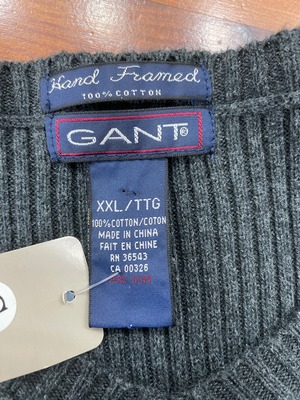 Hand Framed
100% COTTON
GANT®
XXL/TTG
100%COTTON/COTON
MADE IN CHINA
FAIT EN CHINE
RN 36543
CA 00326